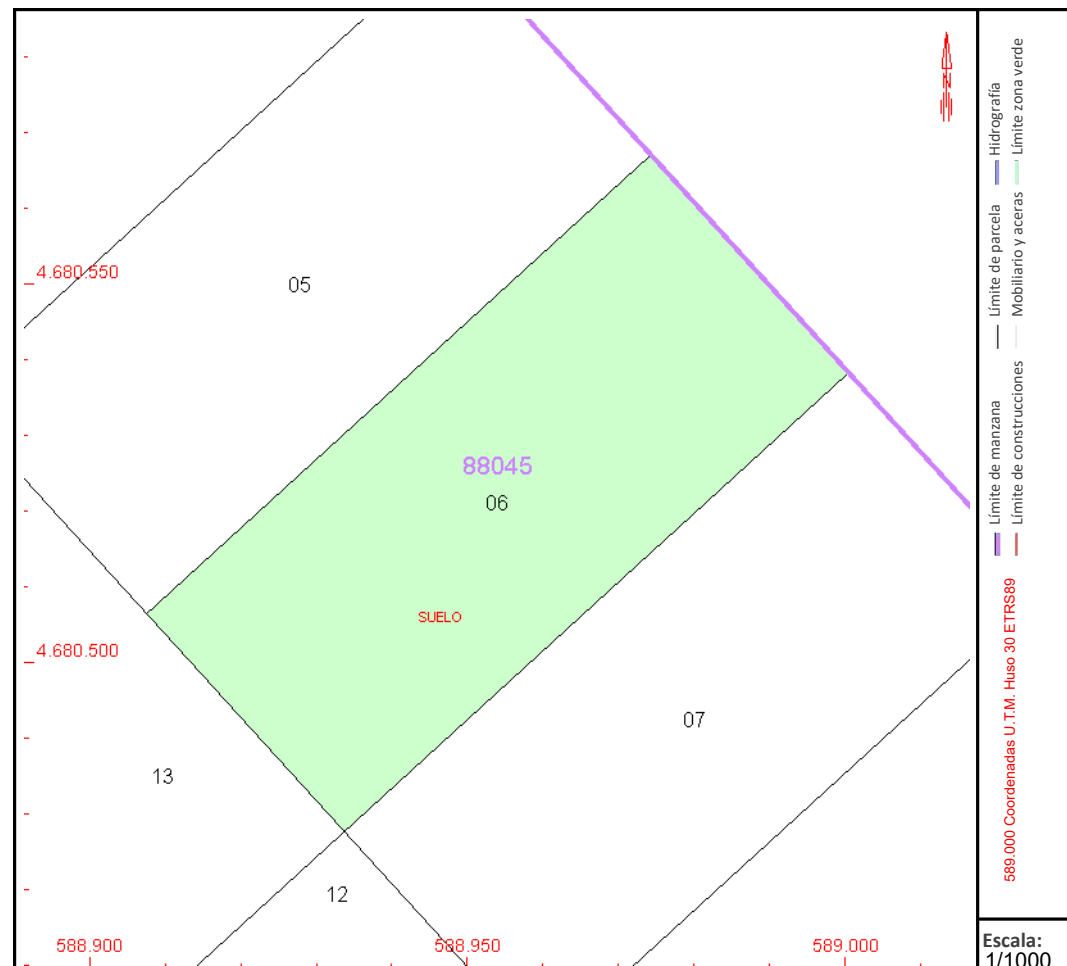 4.680.550
05
88045
06
SUELO
4.680.500
07
13
12
588.900
588.950
589.000
N
Límite de manzana
Límite de parcela
Hidrografía
Límite de construcciones
Mobiliario y aceras
Límite zona verde
589.000 Coordenadas U.T.M. Huso 30 ETRS89
Escala:
1/1000